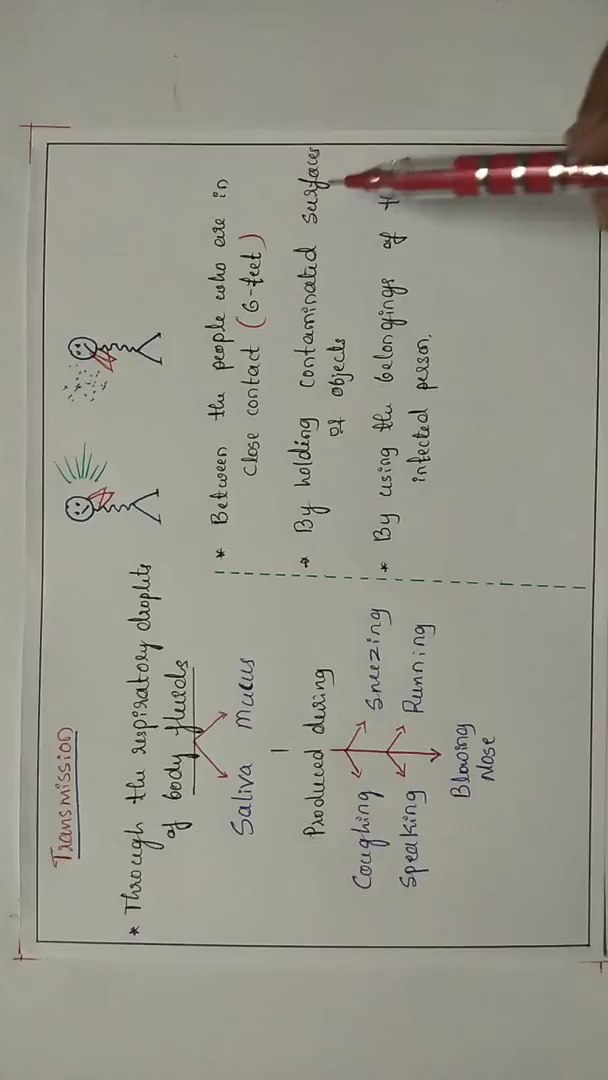 Transmission
* Through the respiratory droplets
of body fluids
Saliva Mucus
Produced during
Coughing Sneezing
Speaking Running
Blowing
Nose
* Between the people who are in
close contact (6-feet)
* By holding contaminated surfaces
or objects
* By using the belongings of
infected person.